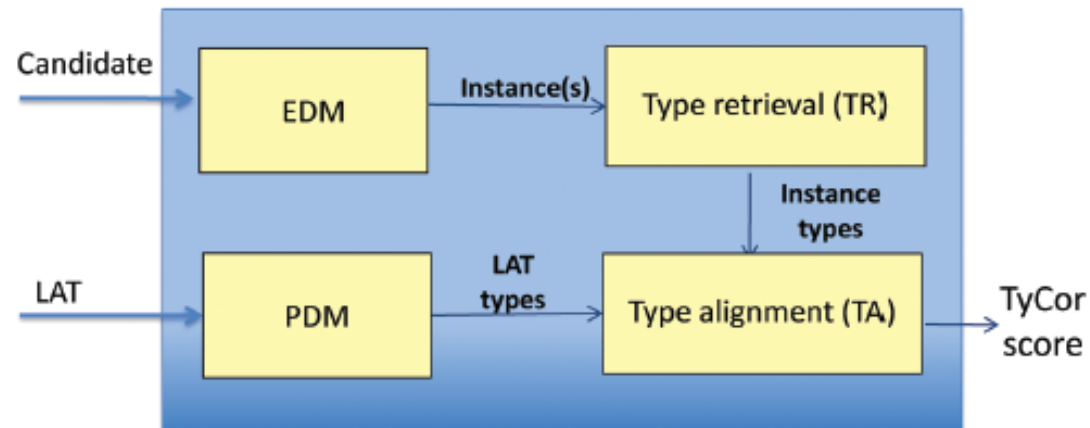 Candidate
EDM
Instance(s)
Type retrieval (TR)
Instance
types
LAT
PDM
LAT
types
Type alignment (TA)
TyCor
score